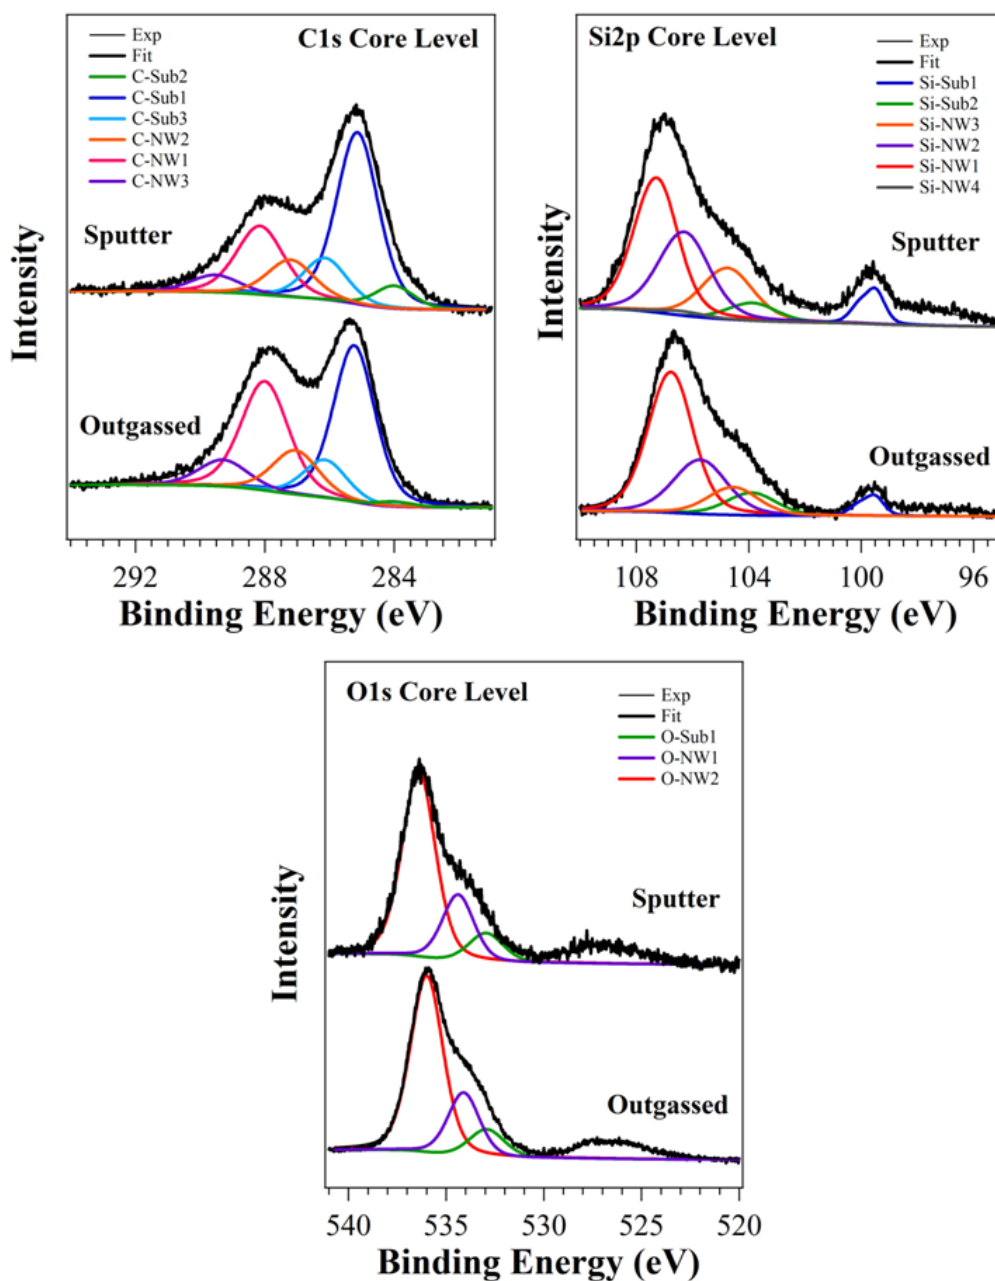 C1s Core Level
Exp
Fit
C-Sub2
C-Sub1
C-Sub3
C-NW2
C-NW1
C-NW3
Sputter
Outgassed
Intensity
292 288 284
Binding Energy (eV)
Si2p Core Level
Exp
Fit
Si-Sub1
Si-Sub2
Si-NW3
Si-NW2
Si-NW1
Si-NW4
Sputter
Outgassed
Intensity
108 104 100 96
Binding Energy (eV)
O1s Core Level
Exp
Fit
O-Sub1
O-NW1
O-NW2
Sputter
Outgassed
Intensity
540 535 530 525 520
Binding Energy (eV)